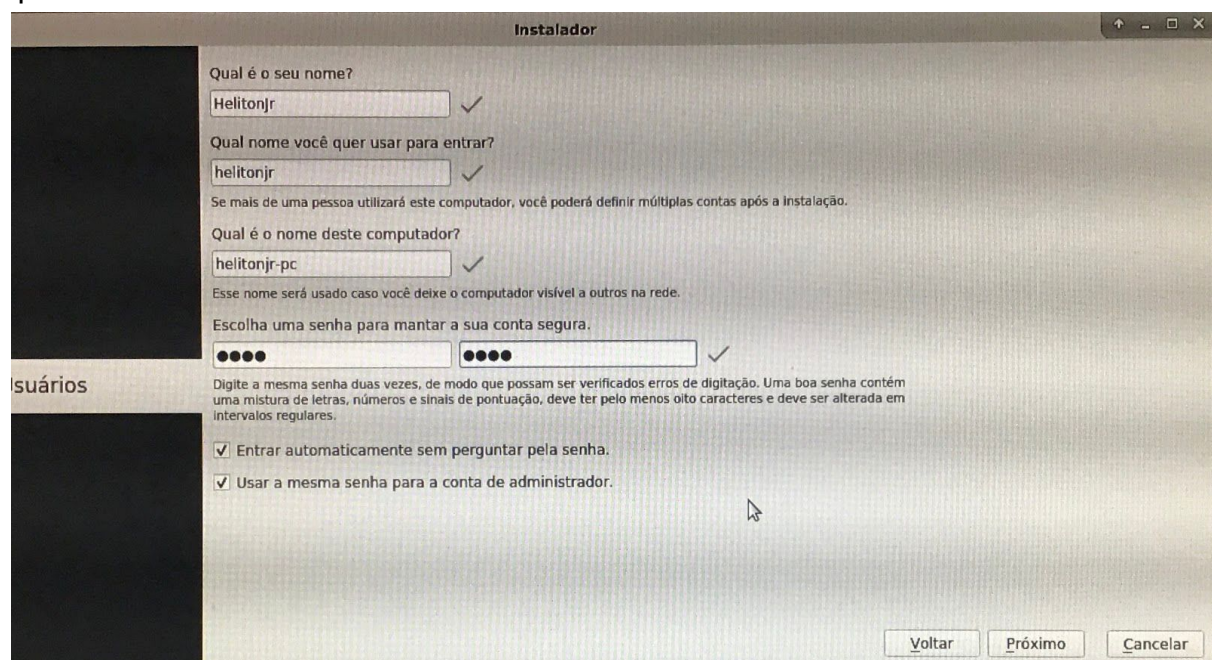 Instalador
Qual é o seu nome?
HelitonJr
Qual nome você quer usar para entrar?
helitonjr
Se mais de uma pessoa utilizará este computador, você poderá definir múltiplas contas após a instalação.
Qual é o nome deste computador?
helitonjr-pc
Esse nome será usado caso você deixe o computador visível a outros na rede.
Escolha uma senha para mantar a sua conta segura.
●●●● ●●●●
suários
Digite a mesma senha duas vezes, de modo que possam ser verificados erros de digitação. Uma boa senha contém
uma mistura de letras, números e sinais de pontuação, deve ter pelo menos oito caracteres e deve ser alterada em
intervalos regulares.
Entrar automaticamente sem perguntar pela senha.
Usar a mesma senha para a conta de administrador.
Voltar Próximo Cancelar